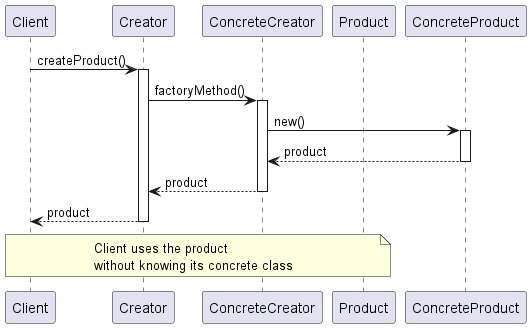 Client Creator ConcreteCreator Product ConcreteProduct
createProduct()
factoryMethod()
new()
product
product
product
Client uses the product
without knowing its concrete class
Client Creator ConcreteCreator Product ConcreteProduct